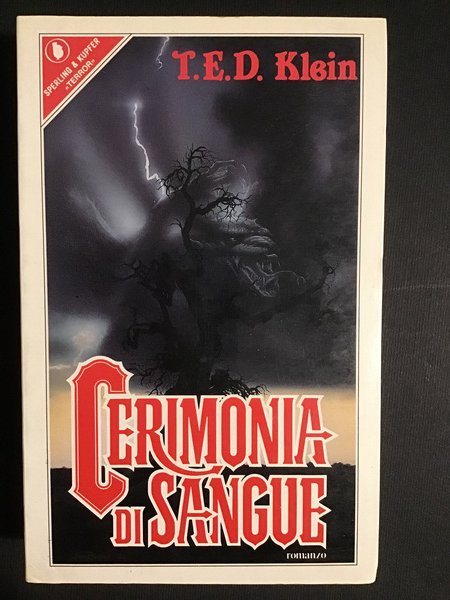 SPERLING & KUPFER
«TERROR»
T.E.D. Klein
CERIMONIA
DI SANGUE
romanzo